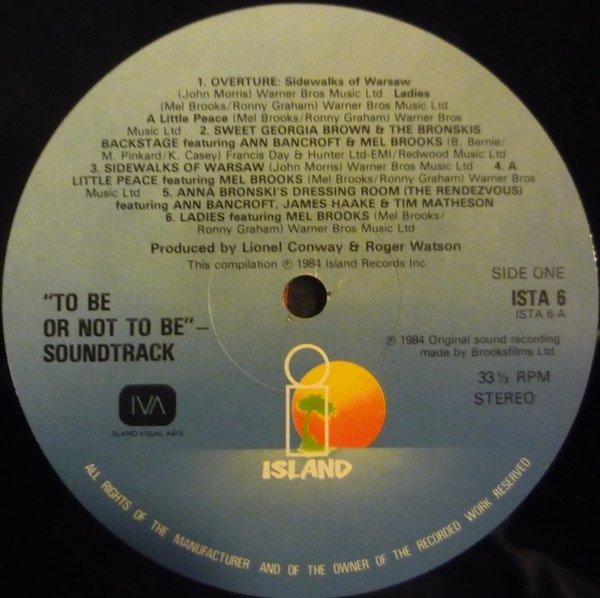 1. OVERTURE: Sidewalks of Warsaw
(John Morris) Warner Bros Music Ltd Ladies
(Mel Brooks/Ronny Graham) Warner Bros Music Ltd
A Little Peace (Mel Brooks/Ronny Graham) Warner Bros
Music Ltd 2. SWEET GEORGIA BROWN & THE BRONSKIS
BACKSTAGE featuring ANN BANCROFT & MEL BROOKS (B. Bernie/
M. Pinkard/K. Casey) Francis Day & Hunter Ltd-EMI/Redwood Music Ltd
3. SIDEWALKS OF WARSAW (John Morris) Warner Bros Music Ltd 4. A
LITTLE PEACE featuring MEL BROOKS (Mel Brooks/Ronny Graham) Warner Bros
Music Ltd 5. ANNA BRONSKI'S DRESSING ROOM (THE RENDEZVOUS)
featuring ANN BANCROFT, JAMES HAAKE & TIM MATHESON
6. LADIES featuring MEL BROOKS (Mel Brooks/
Ronny Graham) Warner Bros Music Ltd
Produced by Lionel Conway & Roger Watson
This compilation ℗ 1984 Island Records Inc
SIDE ONE
ISTA 6
ISTA 6-A
"TO BE
OR NOT TO BE"–
SOUNDTRACK
℗ 1984 Original sound recording
made by Brooksfilms Ltd
33⅓ RPM
STEREO
IVA
ISLAND VISUAL ARTS
ISLAND
ALL RIGHTS OF THE MANUFACTURER AND OF THE OWNER OF THE RECORDED WORK RESERVED